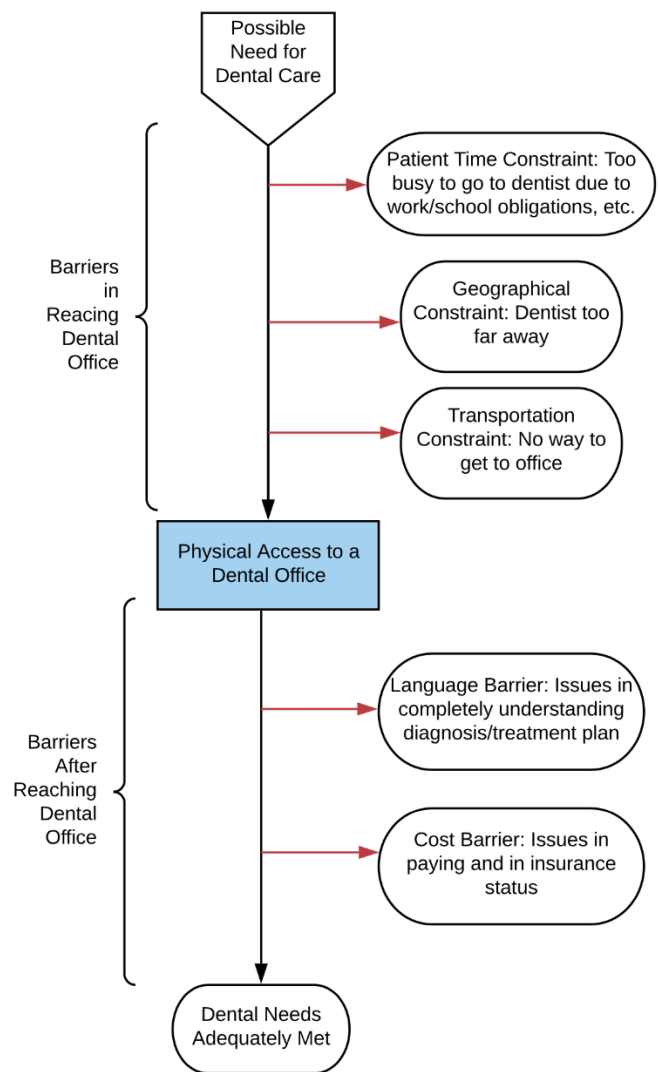 Possible
Need for
Dental Care
Patient Time Constraint: Too
busy to go to dentist due to
work/school obligations, etc.
Barriers
in
Reacing
Dental
Office
Geographical
Constraint: Dentist too
far away
Transportation
Constraint: No way to
get to office
Physical Access to a
Dental Office
Language Barrier: Issues in
completely understanding
diagnosis/treatment plan
Barriers
After
Reaching
Dental
Office
Cost Barrier: Issues in
paying and in insurance
status
Dental Needs
Adequately Met